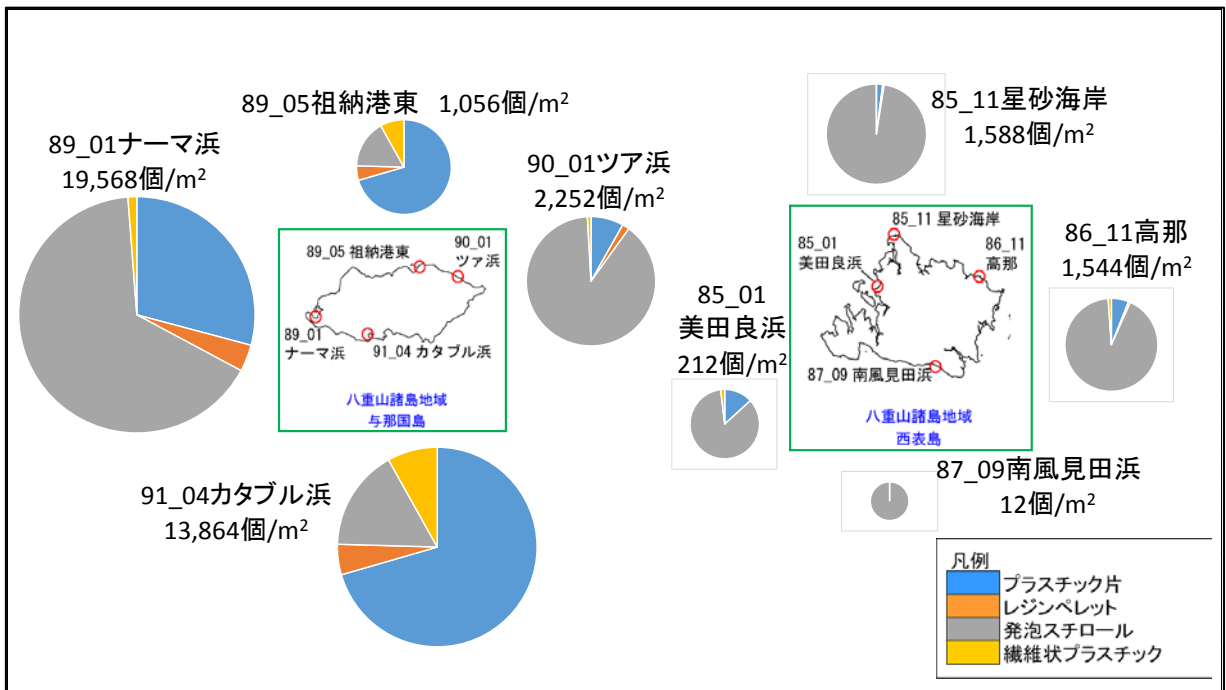 89_05祖納港東 1,056個/m²
89_01ナーマ浜
19,568個/m²
90_01ツア浜
2,252個/m²
89_05 祖納港東
90_01
ツァ浜
89_01
ナーマ浜
91_04 カタブル浜
八重山諸島地域
与那国島
91_04カタブル浜
13,864個/m²
85_11星砂海岸
1,588個/m²
85_11 星砂海岸
85_01
美田良浜
86_11
高那
87_09 南風見田浜
八重山諸島地域
西表島
86_11高那
1,544個/m²
85_01
美田良浜
212個/m²
87_09南風見田浜
12個/m²
凡例
プラスチック片
レジンペレット
発泡スチロール
繊維状プラスチック